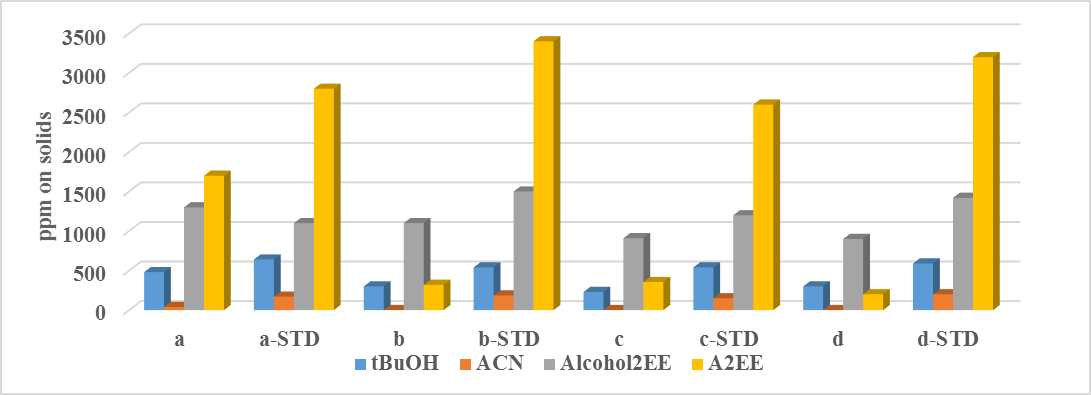 ppm on solids
3500
3000
2500
2000
1500
1000
500
0
a a-STD b b-STD c c-STD d d-STD
tBuOH ACN Alcohol2EE A2EE